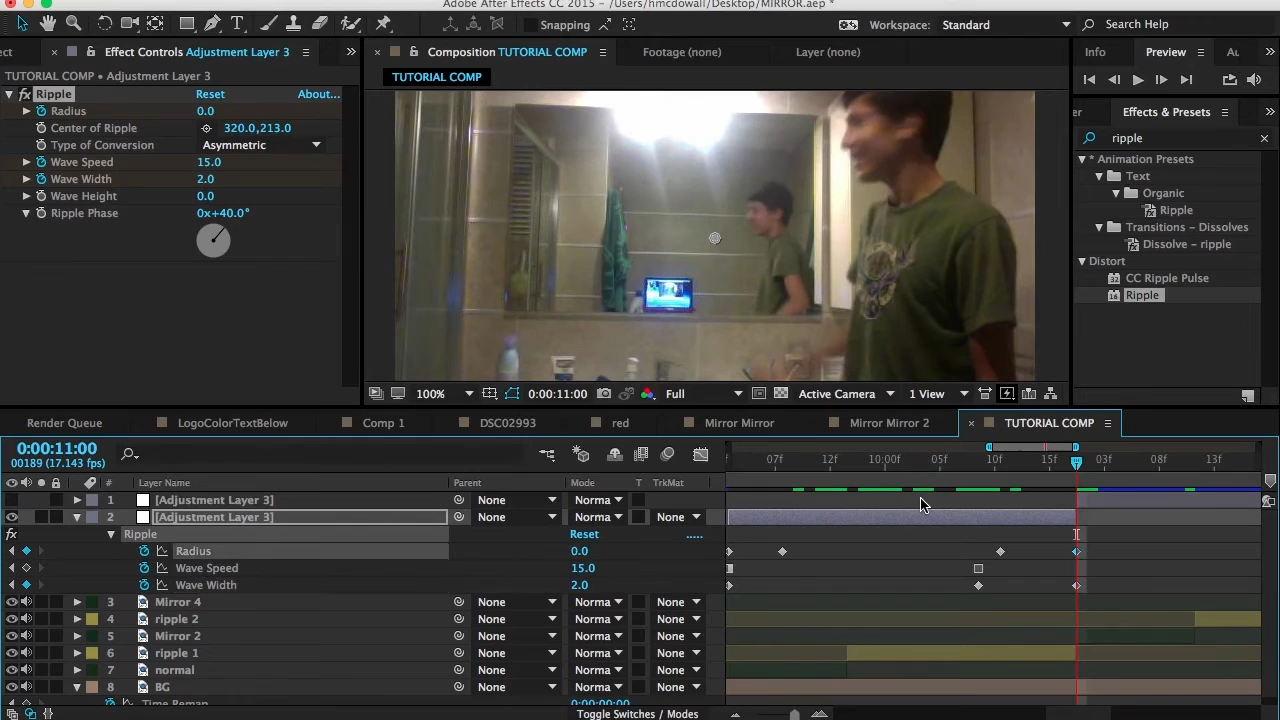 Adobe After Effects CC 2015 - /Users/hmcdowall/Desktop/MIRROR.aep *
Snapping
Workspace: Standard
Search Help
Effect Controls Adjustment Layer 3
Composition TUTORIAL COMP
Footage (none)
Layer (none)
Info
Preview
TUTORIAL COMP • Adjustment Layer 3
TUTORIAL COMP
fx Ripple Reset About...
Radius 0.0
Center of Ripple 320.0,213.0
Type of Conversion Asymmetric
Wave Speed 15.0
Wave Width 2.0
Wave Height 0.0
Ripple Phase 0x+40.0°
Effects & Presets
ripple
* Animation Presets
Text
Organic
Ripple
Transitions – Dissolves
Dissolve – ripple
Distort
CC Ripple Pulse
Ripple
100% 0:00:11:00 Full Active Camera 1 View
Render Queue LogoColorTextBelow Comp 1 DSC02993 red Mirror Mirror Mirror Mirror 2 TUTORIAL COMP
0:00:11:00
00189 (17.143 fps)
07f 12f 10:00f 05f 10f 15f 03f 08f 13f
# Layer Name Parent Mode T TrkMat
1 [Adjustment Layer 3] None Norma
2 [Adjustment Layer 3] None Norma None
fx Ripple Reset .....
Radius 0.0
Wave Speed 15.0
Wave Width 2.0
3 Mirror 4 None Norma None
4 ripple 2 None Norma None
5 Mirror 2 None Norma None
6 ripple 1 None Norma None
7 normal None Norma None
8 BG None Norma None
Time Remap 0:00:00:00
Toggle Switches / Modes